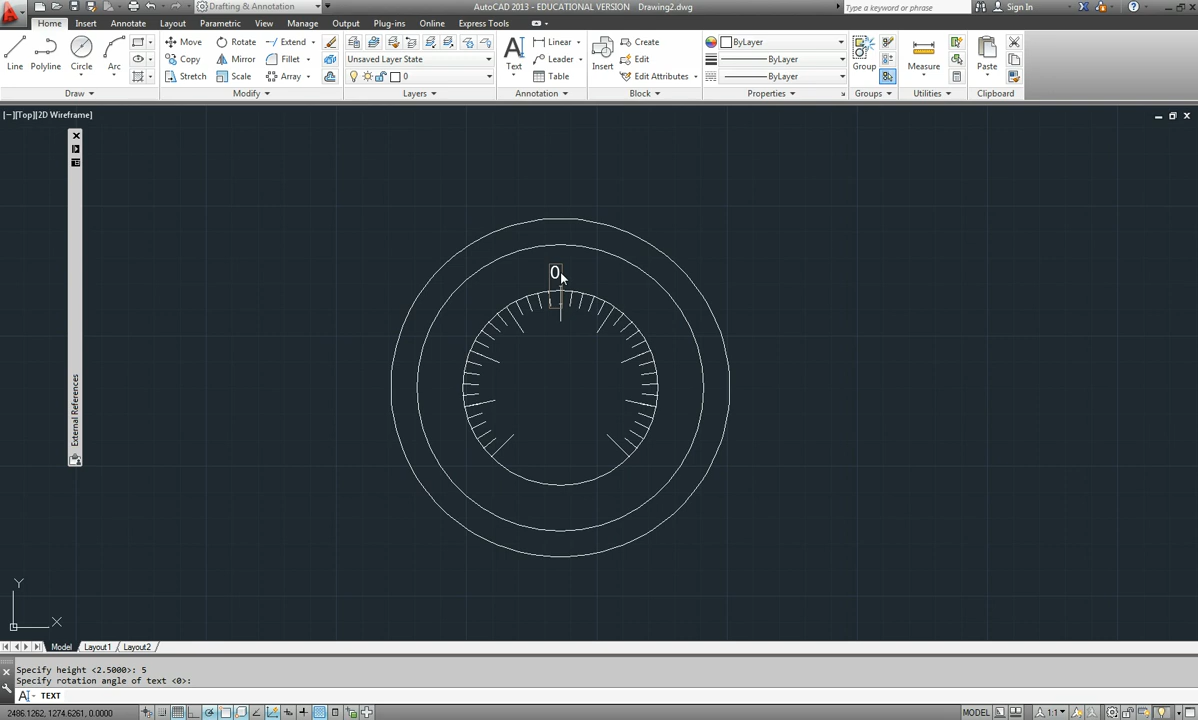 Drafting & Annotation
AutoCAD 2013 - EDUCATIONAL VERSION Drawing2.dwg
Type a keyword or phrase
Sign In
Home Insert Annotate Layout Parametric View Manage Output Plug-ins Online Express Tools
Line Polyline Circle Arc
Move Rotate Extend
Copy Mirror Fillet
Stretch Scale Array
Unsaved Layer State
0
Text
Linear
Leader
Table
Insert
Create
Edit
Edit Attributes
ByLayer
ByLayer
ByLayer
Group
Measure
Paste
Draw Modify Layers Annotation Block Properties Groups Utilities Clipboard
[−][Top][2D Wireframe]
External References
0
Y
X
Model Layout1 Layout2
Specify height <2.5000>: 5
Specify rotation angle of text <0>:
AI TEXT
2486.1262, 1274.6261, 0.0000
MODEL
1:1